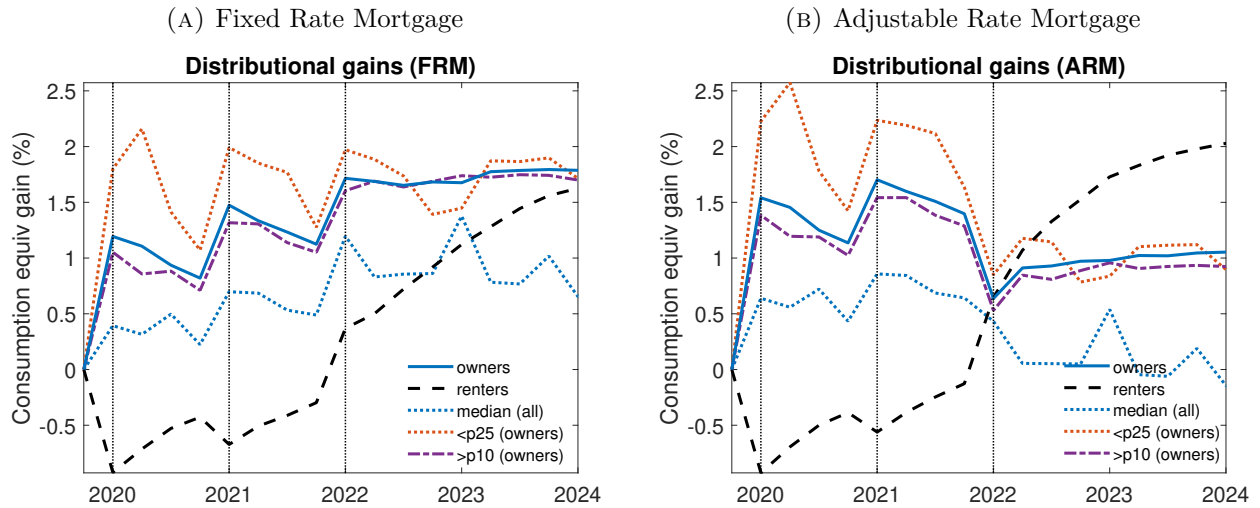 (A) Fixed Rate Mortgage
Distributional gains (FRM)
Consumption equiv gain (%)
2.5
2
1.5
1
0.5
0
-0.5
owners
renters
median (all)
<p25 (owners)
>p10 (owners)
2020 2021 2022 2023 2024
(B) Adjustable Rate Mortgage
Distributional gains (ARM)
Consumption equiv gain (%)
2.5
2
1.5
1
0.5
0
-0.5
owners
renters
median (all)
<p25 (owners)
>p10 (owners)
2020 2021 2022 2023 2024